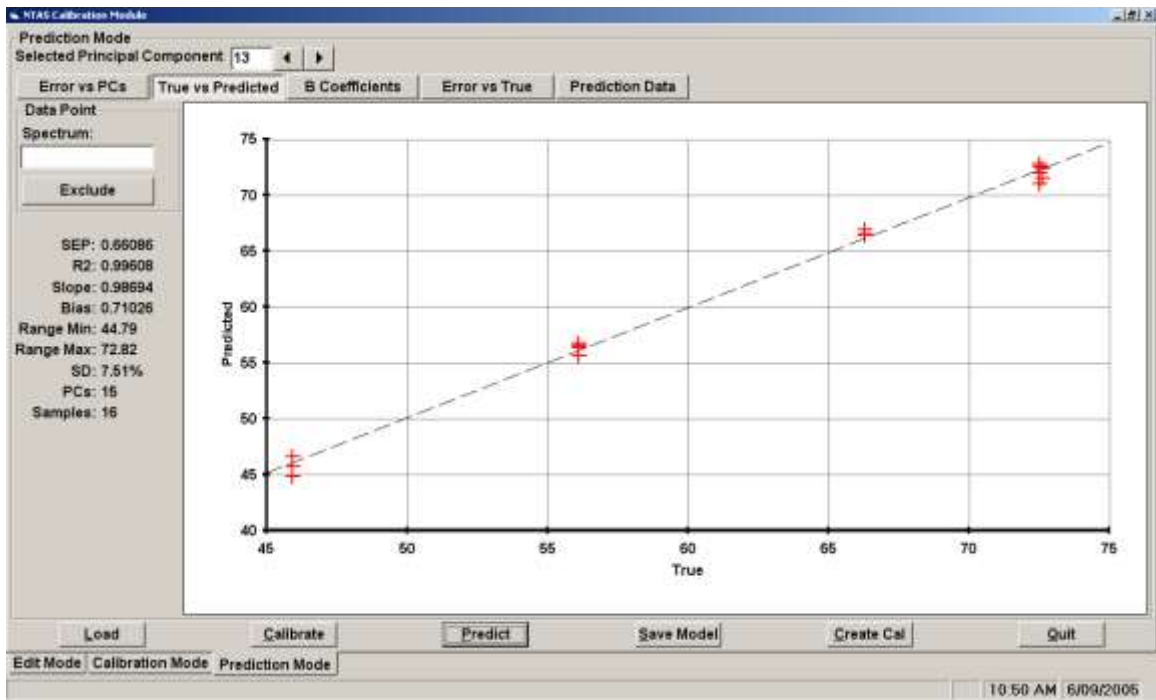 NTAS Calibration Module
Prediction Mode
Selected Principal Component 13
Error vs PCs True vs Predicted B Coefficients Error vs True Prediction Data
Data Point
Spectrum:
Exclude
SEP: 0.66086
R2: 0.99608
Slope: 0.98694
Bias: 0.71026
Range Min: 44.79
Range Max: 72.82
SD: 7.51%
PCs: 15
Samples: 16
75
70
65
60
55
50
45
40
Predicted
45 50 55 60 65 70 75
True
Load Calibrate Predict Save Model Create Cal Quit
Edit Mode Calibration Mode Prediction Mode
10:50 AM 6/09/2006